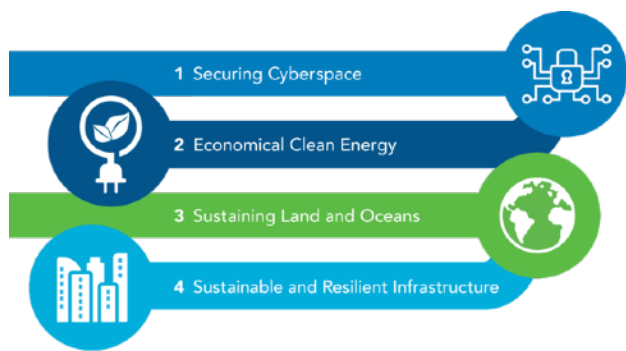 1 Securing Cyberspace
2 Economical Clean Energy
3 Sustaining Land and Oceans
4 Sustainable and Resilient Infrastructure